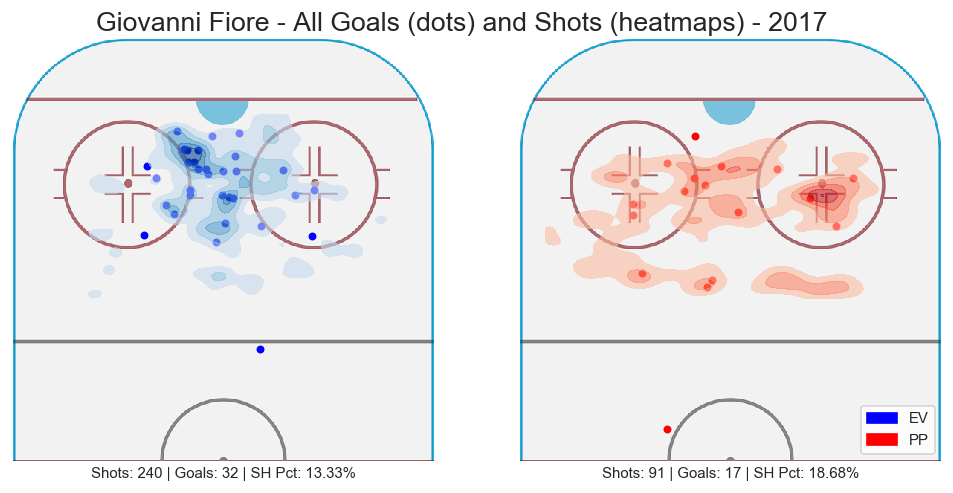 Giovanni Fiore - All Goals (dots) and Shots (heatmaps) - 2017
EV
PP
Shots: 240 | Goals: 32 | SH Pct: 13.33%
Shots: 91 | Goals: 17 | SH Pct: 18.68%